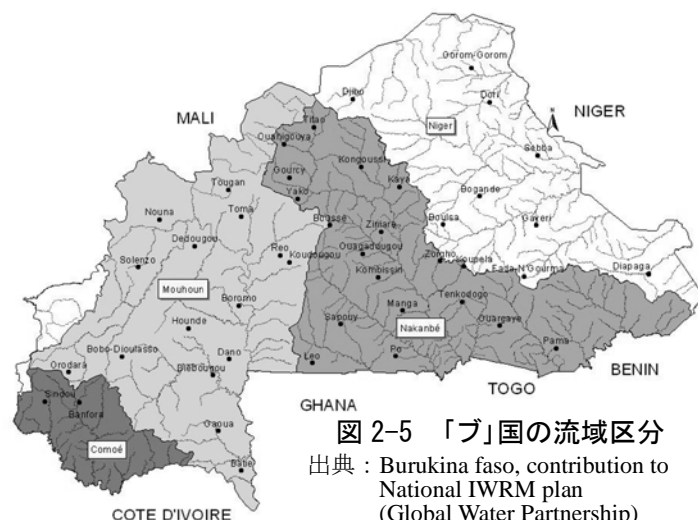 Gorom-Gorom
Djibo
Dori
MALI
NIGER
N
Titao
Niger
Ouahigouya
Sebba
Kongoussi
Gourcy
Kaya
Tougan
Yako
Bogande
Nouna
Toma
Boussé
Boulsa
Gayeri
Dedougou
Ziniare
Solenzo
Reo
Ouagadougou
Koudougou
Zorgho
Koupela
Fada-N'Gourma
Diapaga
Kombissiri
Mouhoun
Boromo
Tenkodogo
Manga
Hounde
Sapouy
Nakanbé
Ouargaye
Bobo-Dioulasso
Dano
Pama
Orodara
Diebougou
Leo
Po
BENIN
Sindou
TOGO
Banfora
GHANA
Gaoua
Comoé
Batie
COTE D'IVOIRE
図 2-5 「ブ」国の流域区分
出典：Burukina faso, contribution to
National IWRM plan
(Global Water Partnership)